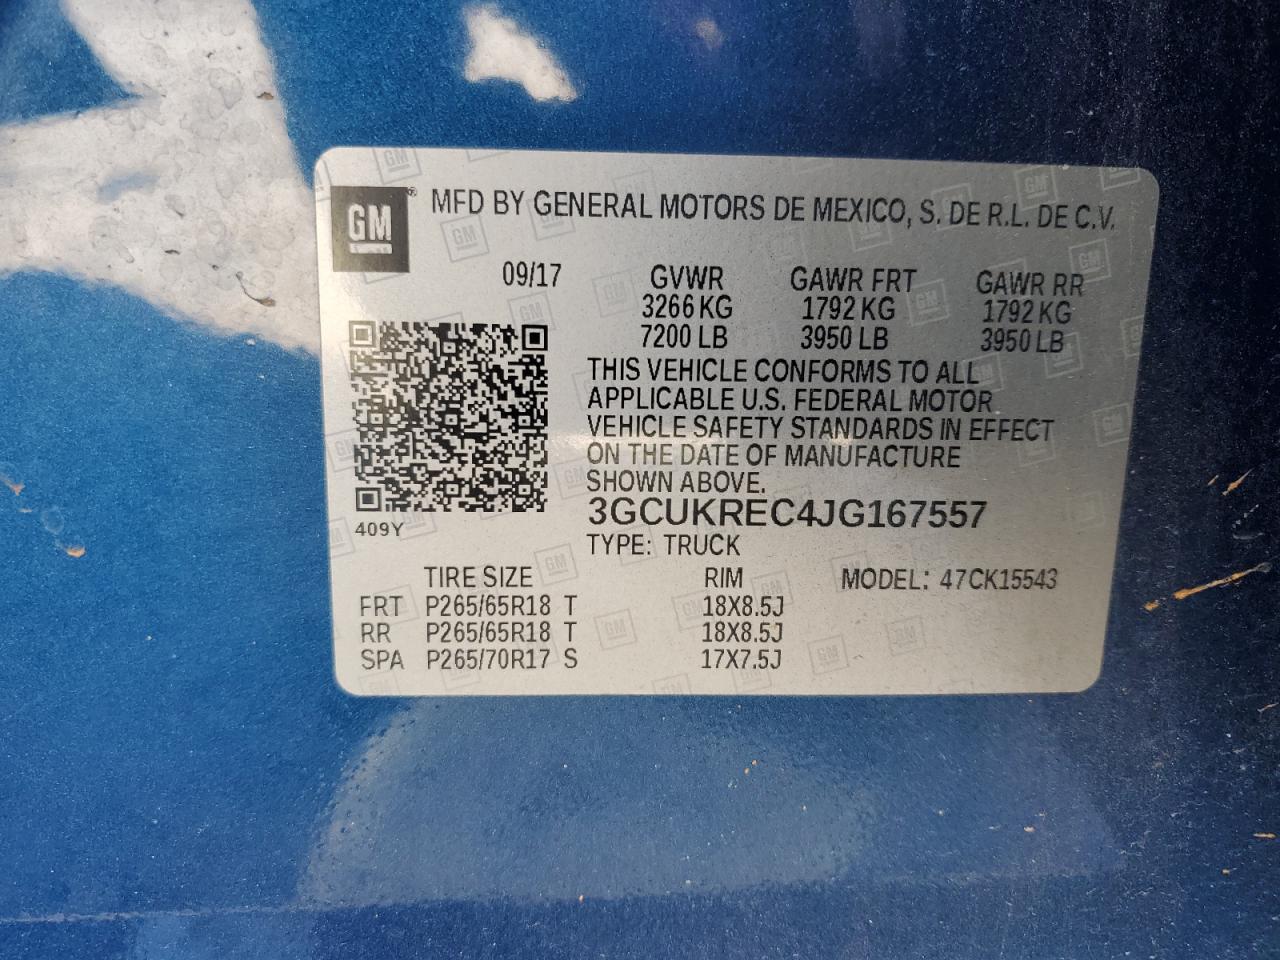 GM
MFD BY GENERAL MOTORS DE MEXICO, S. DE R.L. DE C.V.
09/17 GVWR GAWR FRT GAWR RR
3266 KG 1792 KG 1792 KG
7200 LB 3950 LB 3950 LB
THIS VEHICLE CONFORMS TO ALL
APPLICABLE U.S. FEDERAL MOTOR
VEHICLE SAFETY STANDARDS IN EFFECT
ON THE DATE OF MANUFACTURE
SHOWN ABOVE.
3GCUKREC4JG167557
409Y
TYPE: TRUCK
TIRE SIZE RIM MODEL: 47CK15543
FRT P265/65R18 T 18X8.5J
RR P265/65R18 T 18X8.5J
SPA P265/70R17 S 17X7.5J